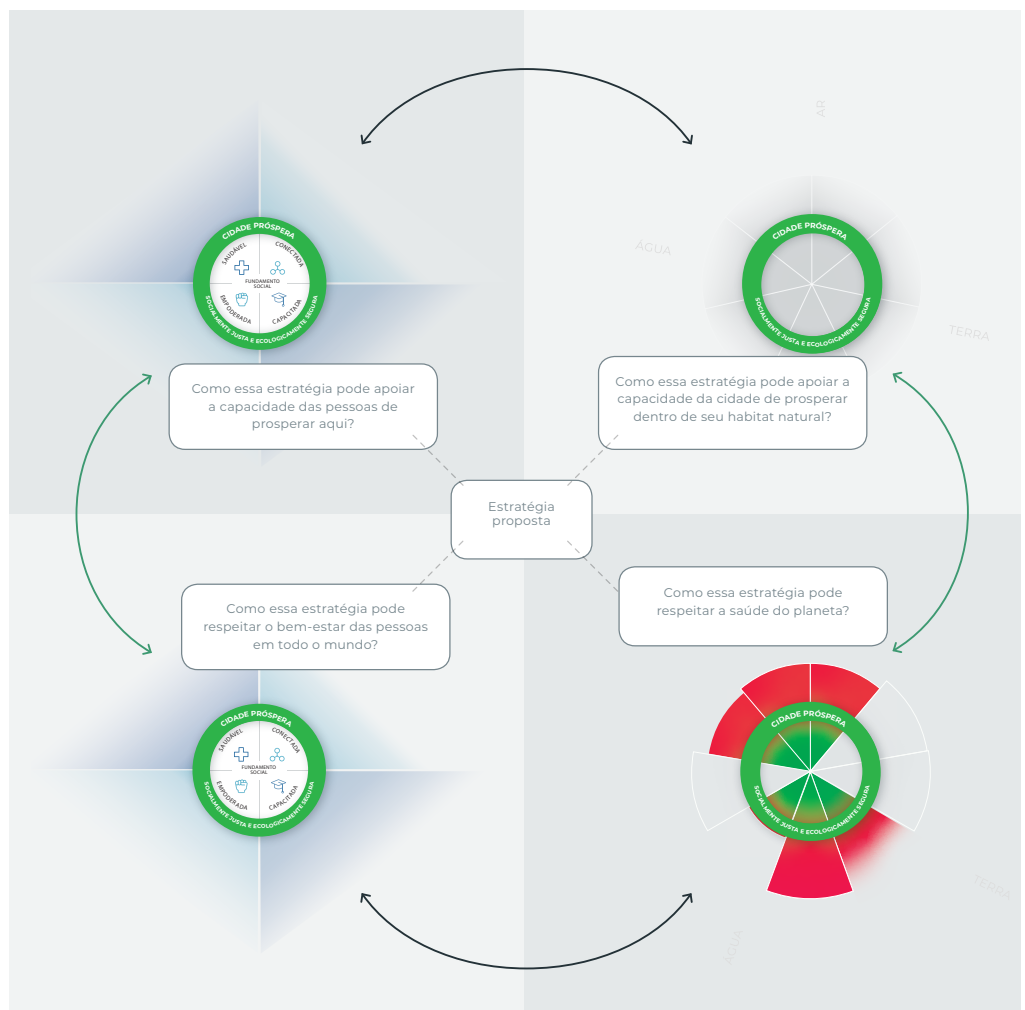 AR
ÁGUA
TERRA
CIDADE PRÓSPERA
SAUDÁVEL
CONECTADA
FUNDAMENTO
SOCIAL
EMPODERADA
CAPACITADA
SOCIALMENTE JUSTA E ECOLOGICAMENTE SEGURA
CIDADE PRÓSPERA
SOCIALMENTE JUSTA E ECOLOGICAMENTE SEGURA
Como essa estratégia pode apoiar
a capacidade das pessoas de
prosperar aqui?
Como essa estratégia pode apoiar a
capacidade da cidade de prosperar
dentro de seu habitat natural?
Estratégia
proposta
Como essa estratégia pode
respeitar o bem-estar das pessoas
em todo o mundo?
Como essa estratégia pode
respeitar a saúde do planeta?
CIDADE PRÓSPERA
SAUDÁVEL
CONECTADA
FUNDAMENTO
SOCIAL
EMPODERADA
CAPACITADA
SOCIALMENTE JUSTA E ECOLOGICAMENTE SEGURA
CIDADE PRÓSPERA
SOCIALMENTE JUSTA E ECOLOGICAMENTE SEGURA
TERRA
ÁGUA